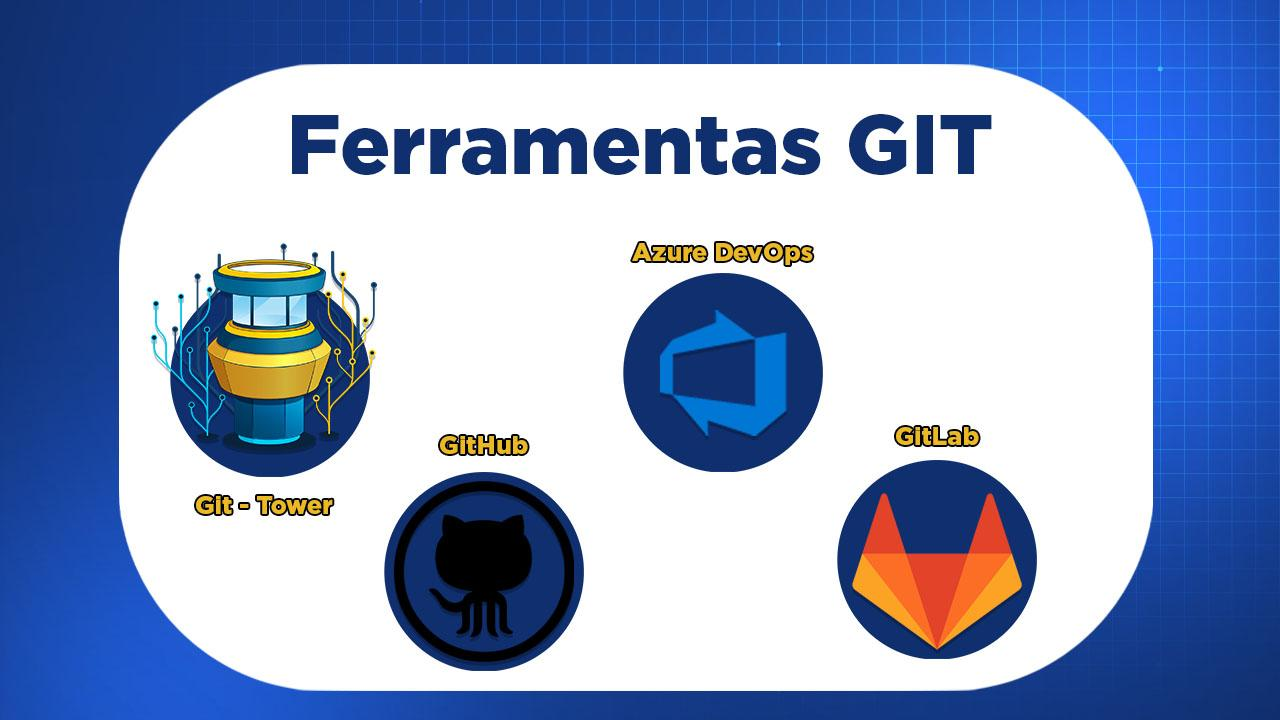 Ferramentas GIT
Azure DevOps
GitLab
GitHub
Git - Tower